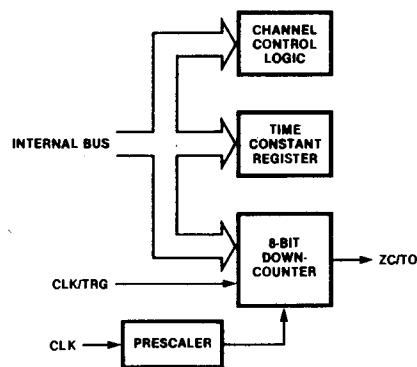 CHANNEL
CONTROL
LOGIC
INTERNAL BUS
TIME
CONSTANT
REGISTER
8-BIT
DOWN-
COUNTER
ZC/TO
CLK/TRG
CLK
PRESCALER